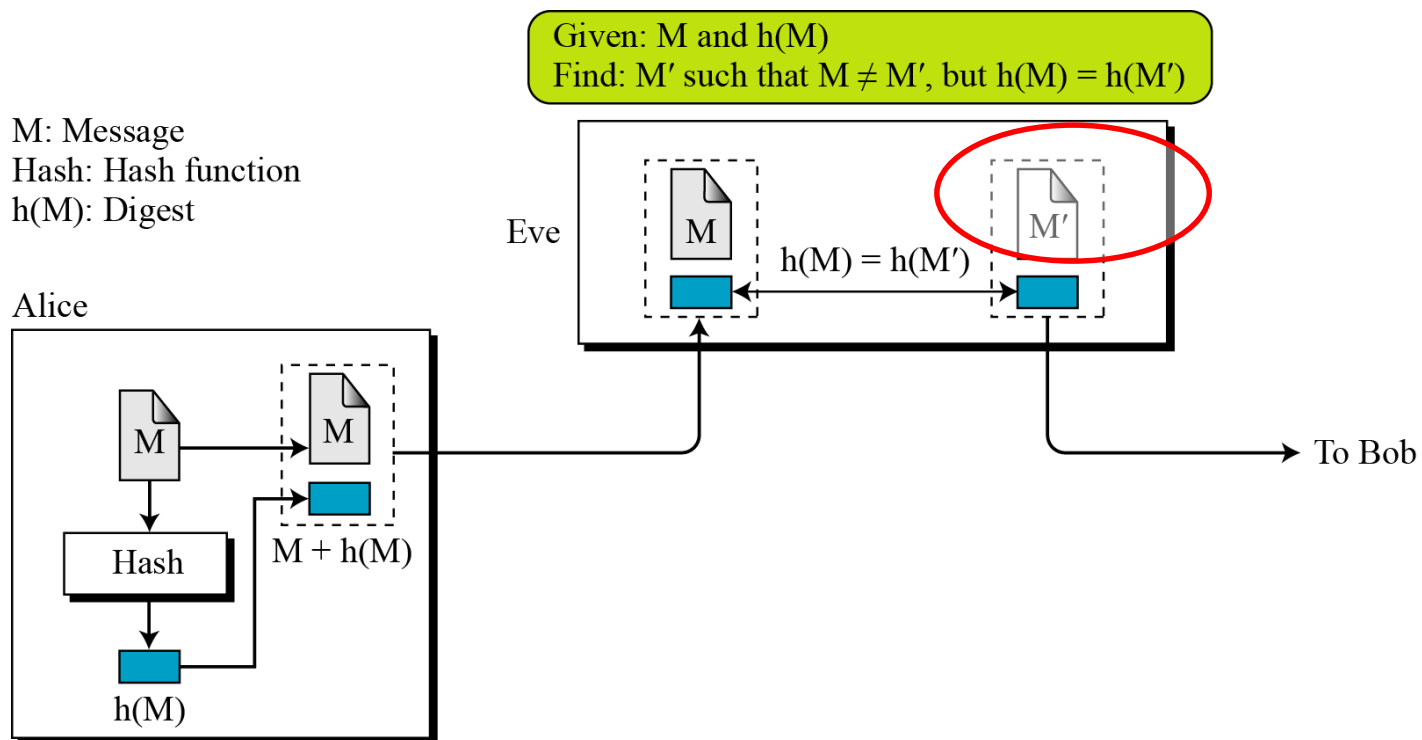 Given: M and h(M)
Find: M′ such that M ≠ M′, but h(M) = h(M′)
M: Message
Hash: Hash function
h(M): Digest
Eve
M
M′
h(M) = h(M′)
Alice
M
M
To Bob
M + h(M)
Hash
h(M)